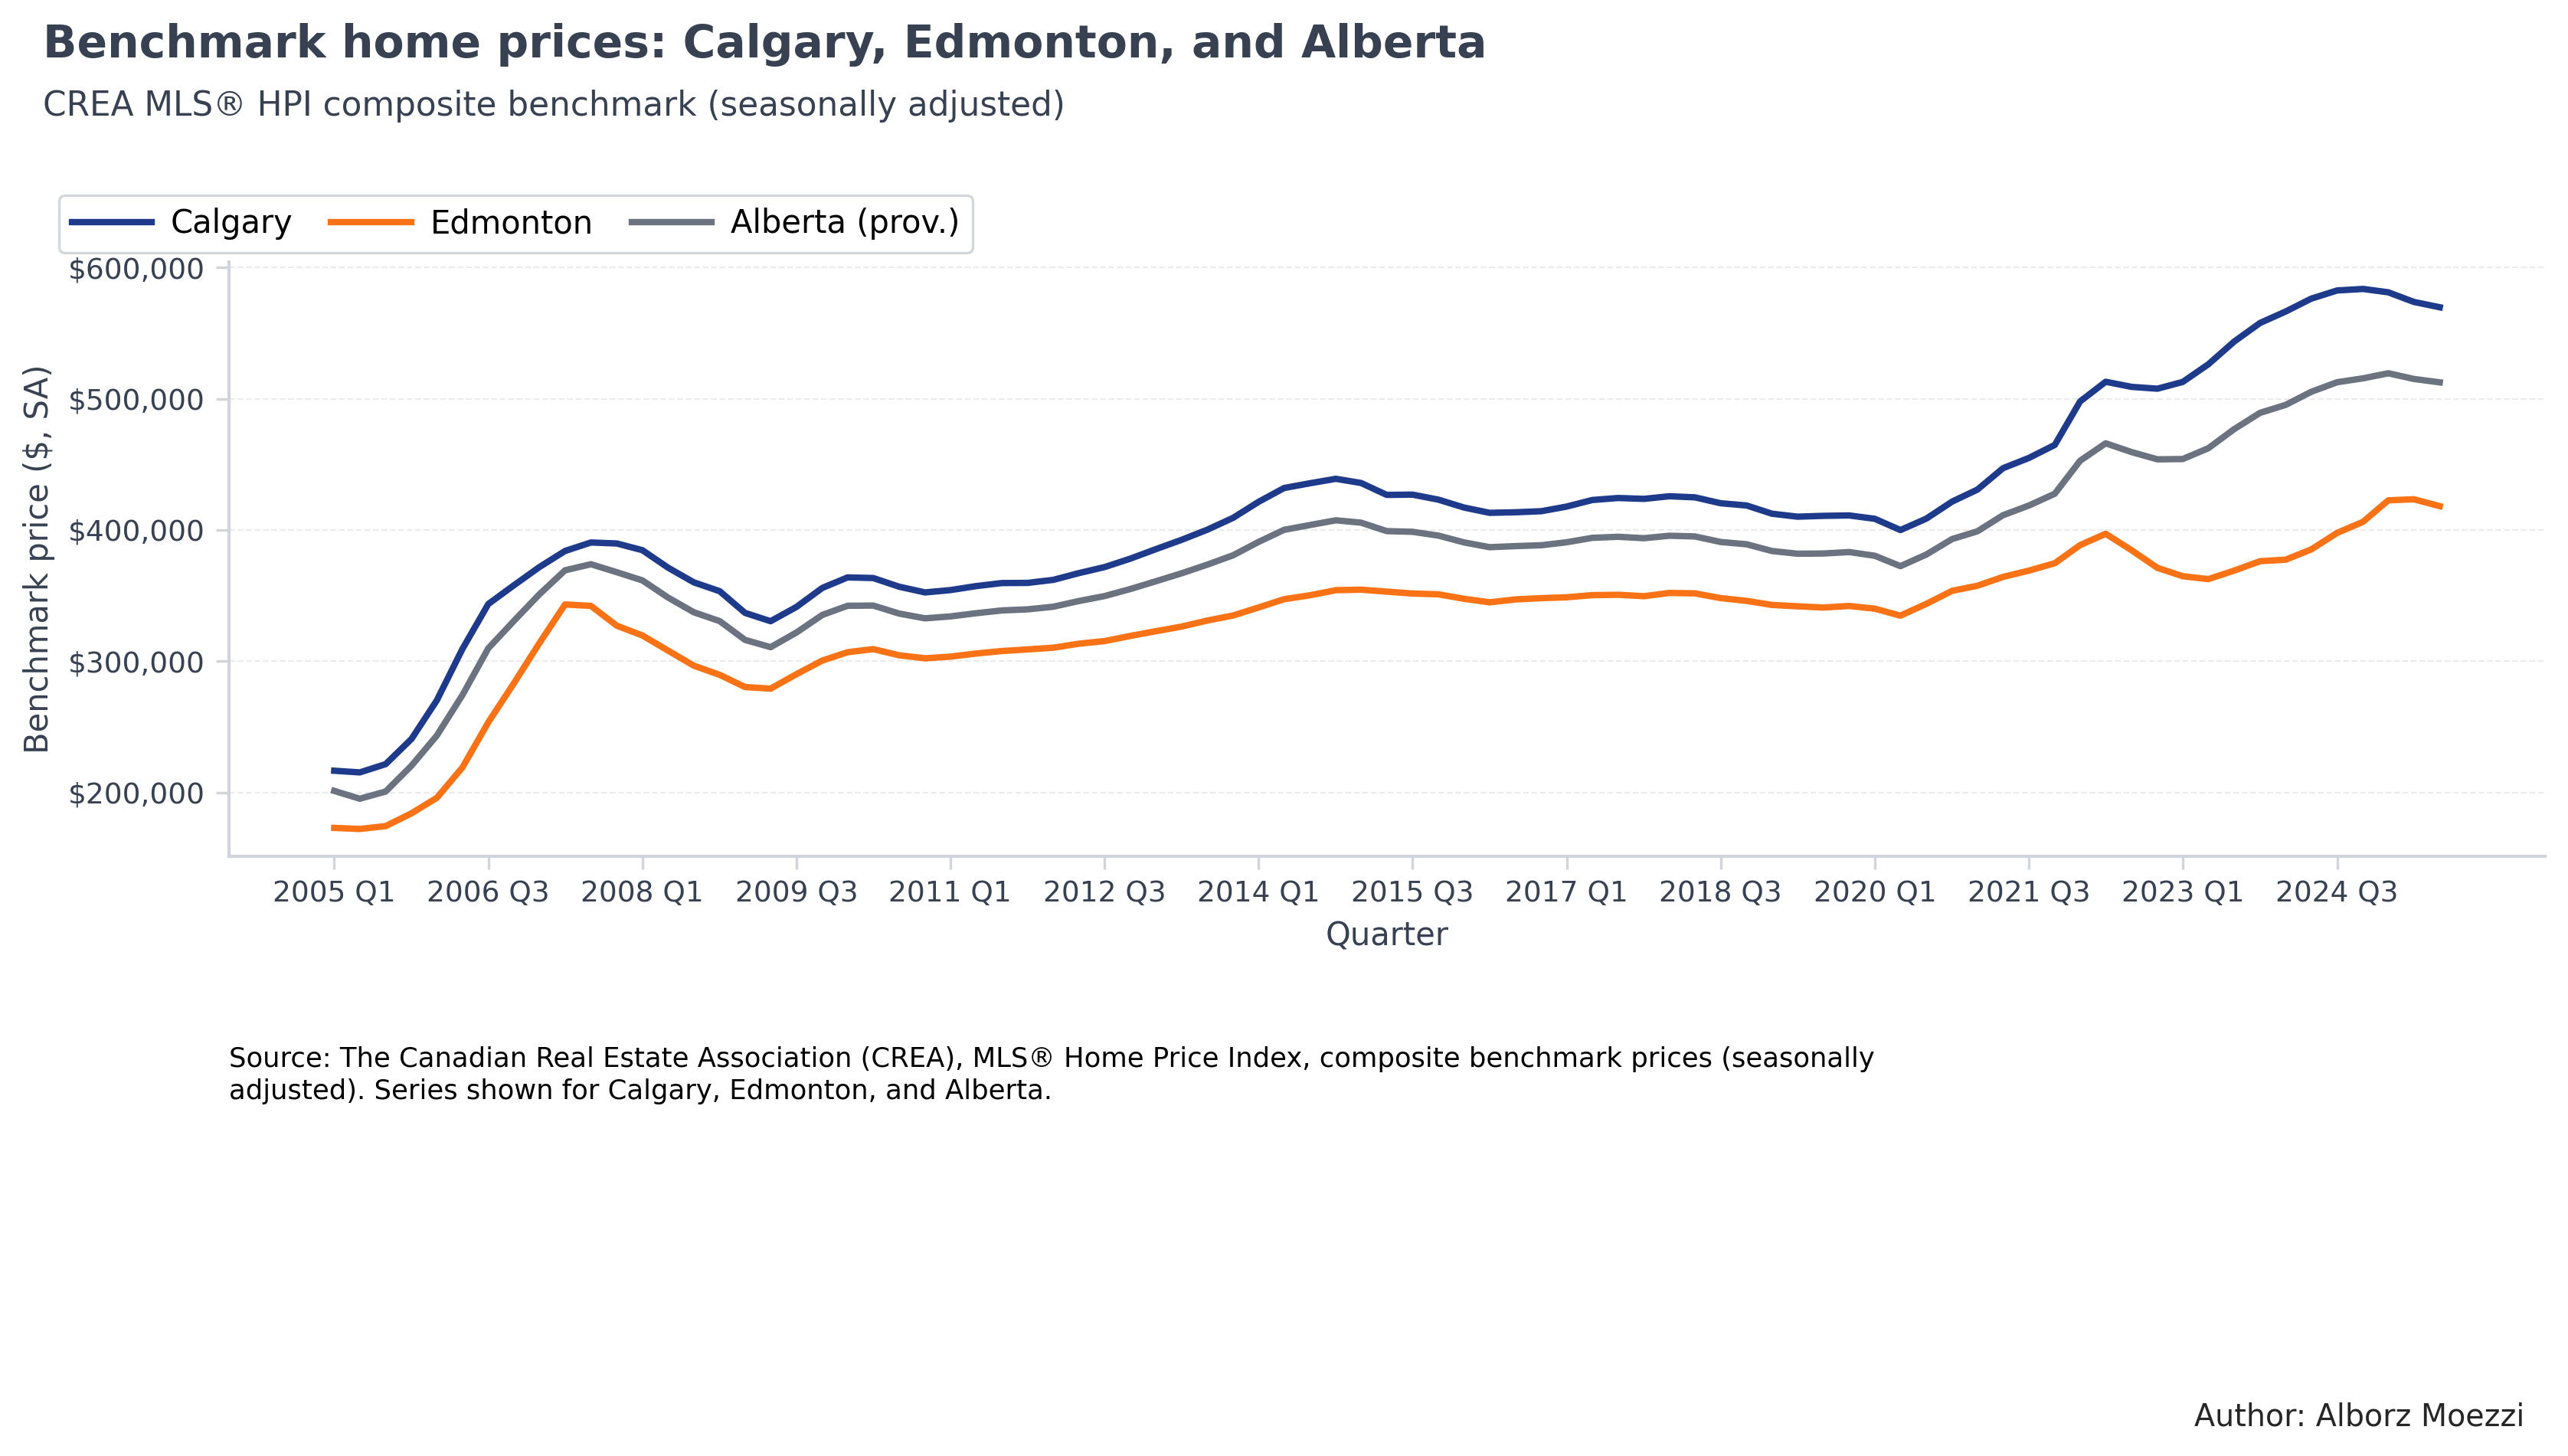 Benchmark home prices: Calgary, Edmonton, and Alberta
CREA MLS® HPI composite benchmark (seasonally adjusted)
Calgary
Edmonton
Alberta (prov.)
Benchmark price ($, SA)
$600,000
$500,000
$400,000
$300,000
$200,000
2005 Q1
2006 Q3
2008 Q1
2009 Q3
2011 Q1
2012 Q3
2014 Q1
2015 Q3
2017 Q1
2018 Q3
2020 Q1
2021 Q3
2023 Q1
2024 Q3
Quarter
Source: The Canadian Real Estate Association (CREA), MLS® Home Price Index, composite benchmark prices (seasonally
adjusted). Series shown for Calgary, Edmonton, and Alberta.
Author: Alborz Moezzi